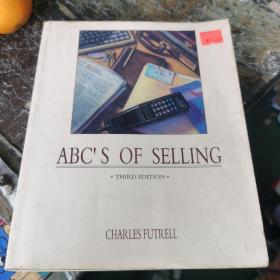 ABC'S OF SELLING
• THIRD EDITION •
CHARLES FUTRELL